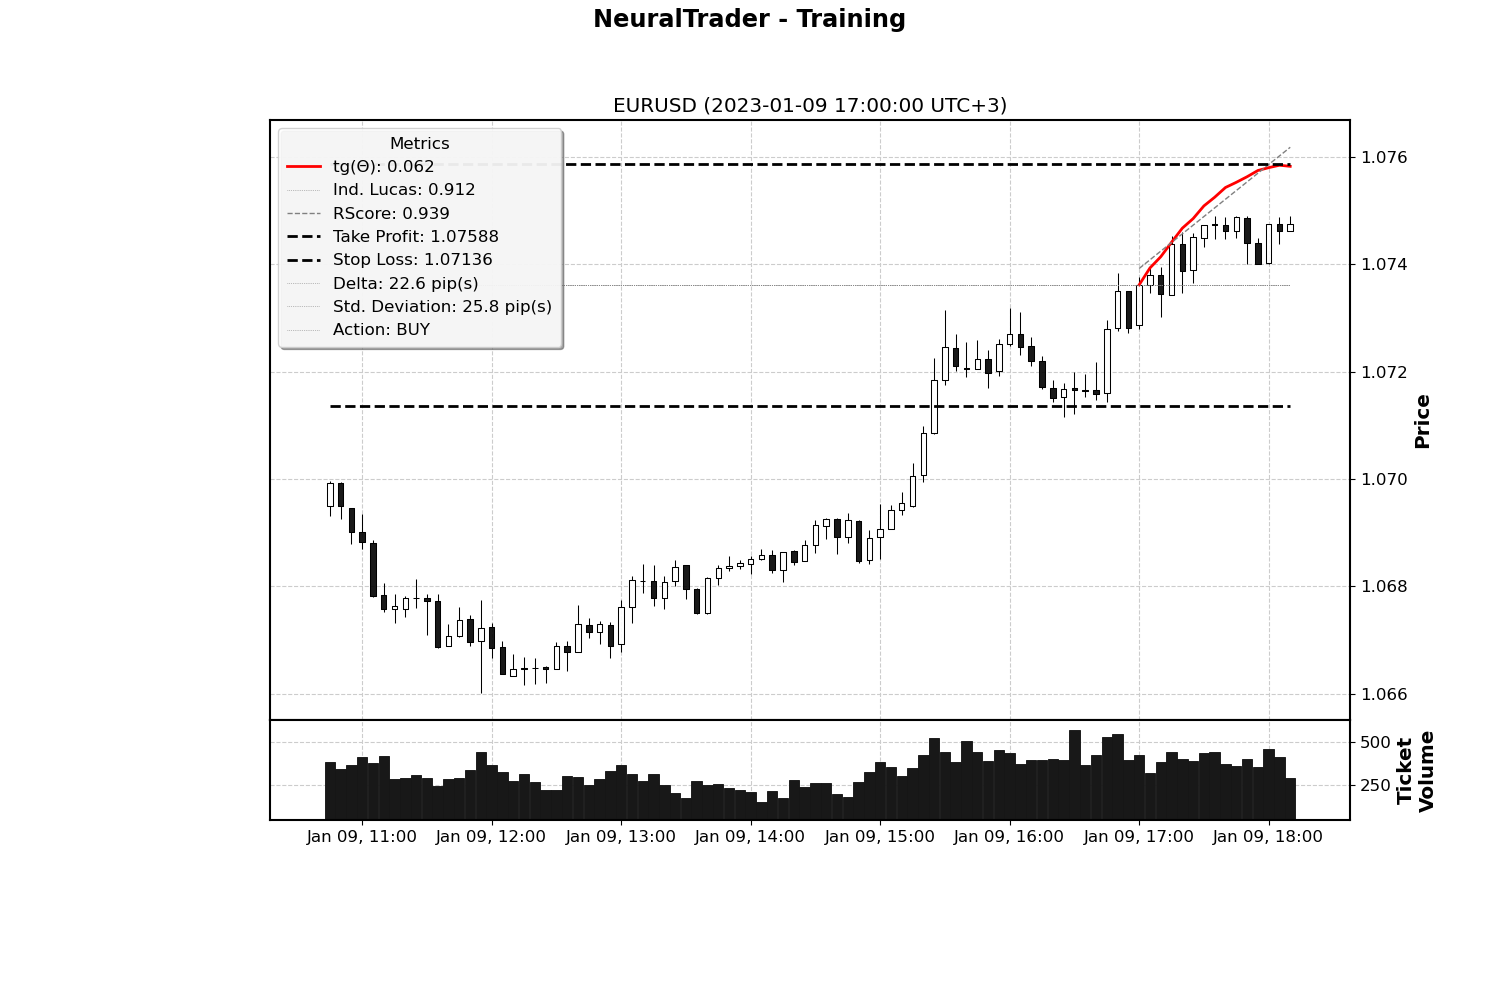 NeuralTrader - Training
EURUSD (2023-01-09 17:00:00 UTC+3)
Metrics
tg(Θ): 0.062
Ind. Lucas: 0.912
RScore: 0.939
Take Profit: 1.07588
Stop Loss: 1.07136
Delta: 22.6 pip(s)
Std. Deviation: 25.8 pip(s)
Action: BUY
1.076
1.074
1.072
1.070
1.068
1.066
Price
500
250
Ticket
Volume
Jan 09, 11:00
Jan 09, 12:00
Jan 09, 13:00
Jan 09, 14:00
Jan 09, 15:00
Jan 09, 16:00
Jan 09, 17:00
Jan 09, 18:00